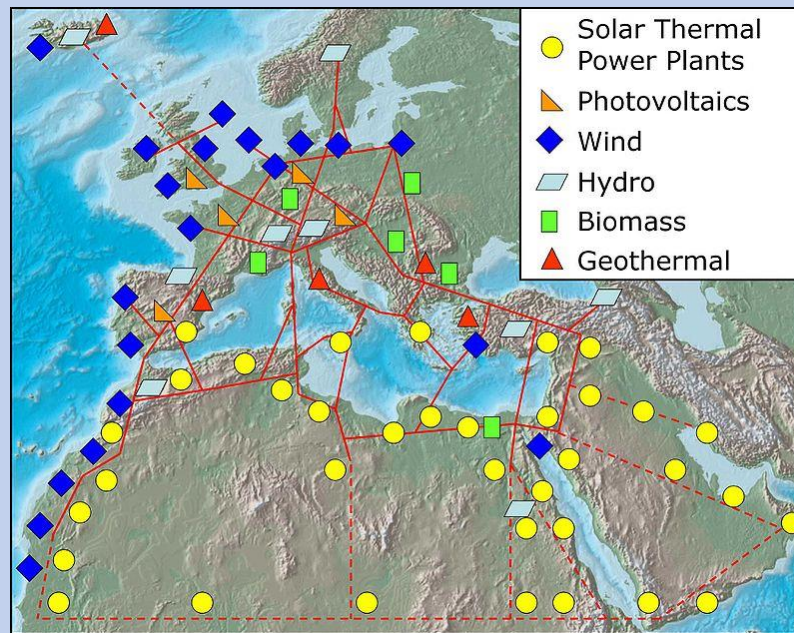 Solar Thermal
Power Plants
Photovoltaics
Wind
Hydro
Biomass
Geothermal